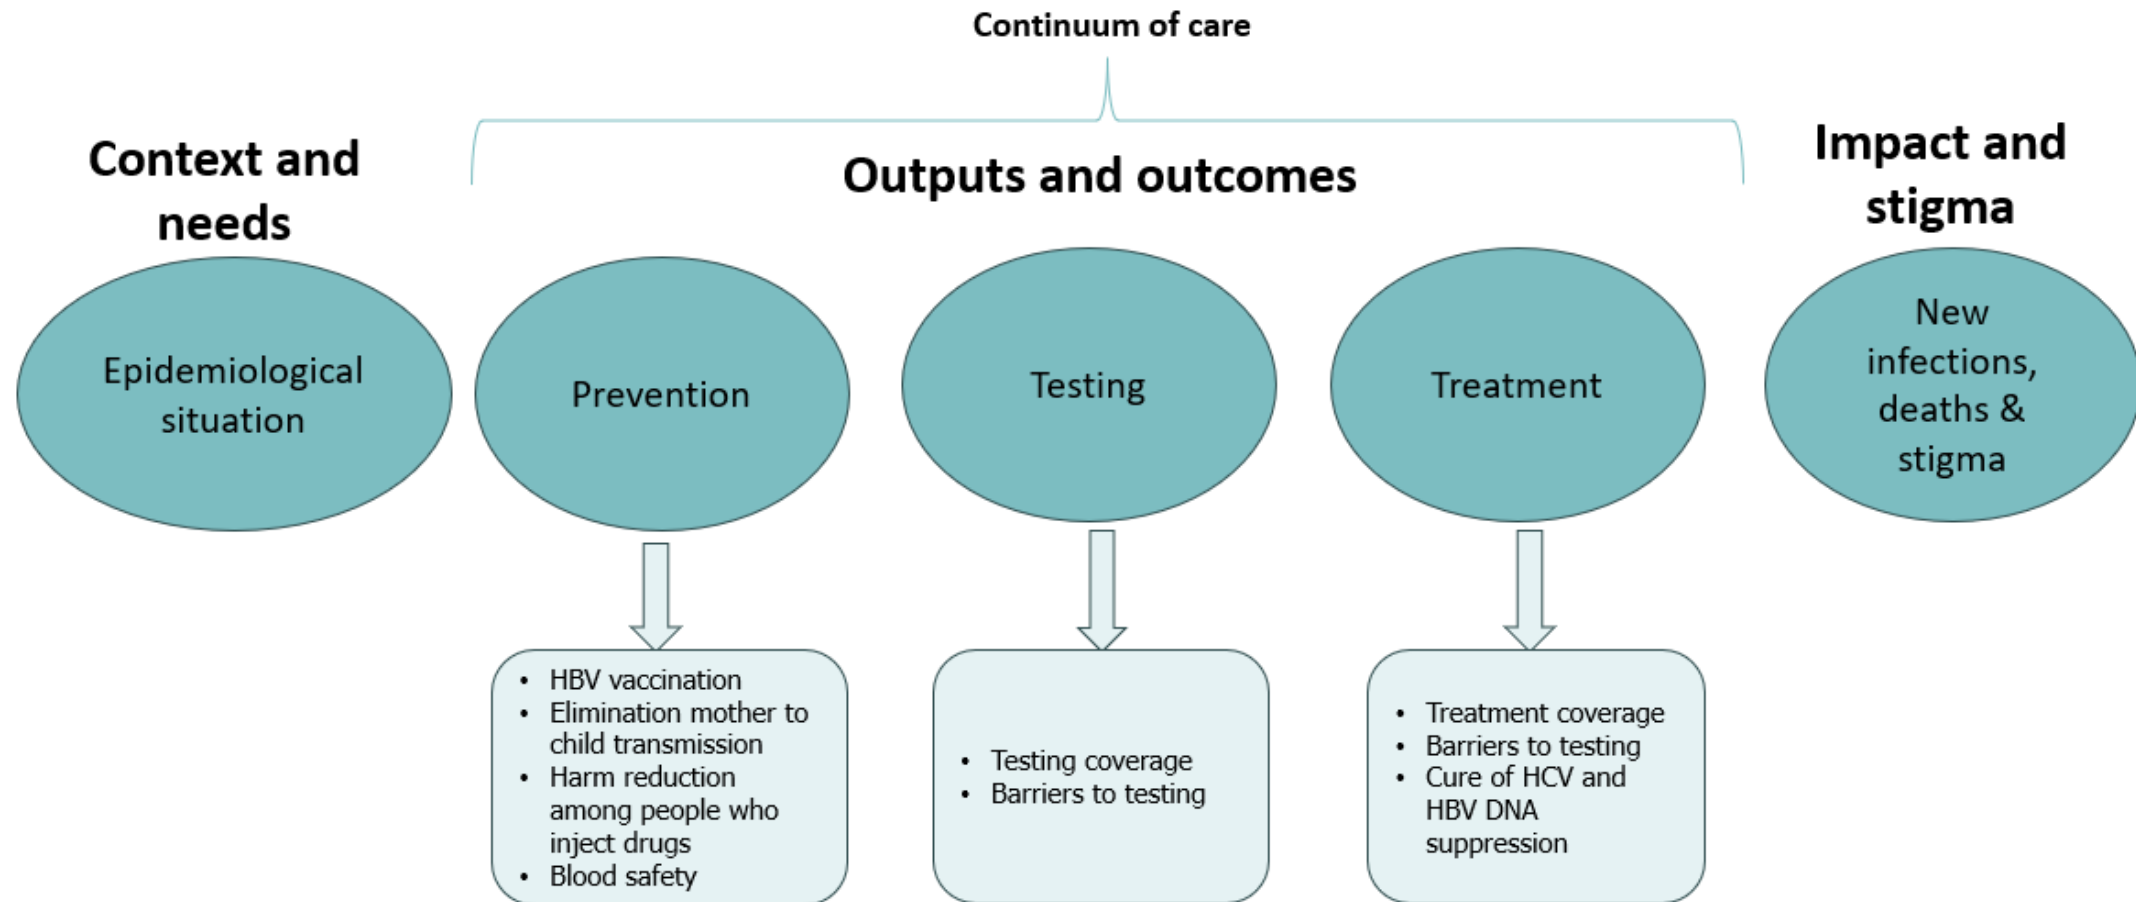 Continuum of care
Context and
needs
Outputs and outcomes
Impact and
stigma
Epidemiological
situation
Prevention
Testing
Treatment
New
infections,
deaths &
stigma
• HBV vaccination
• Elimination mother to
child transmission
• Harm reduction
among people who
inject drugs
• Blood safety
• Testing coverage
• Barriers to testing
• Treatment coverage
• Barriers to testing
• Cure of HCV and
HBV DNA
suppression